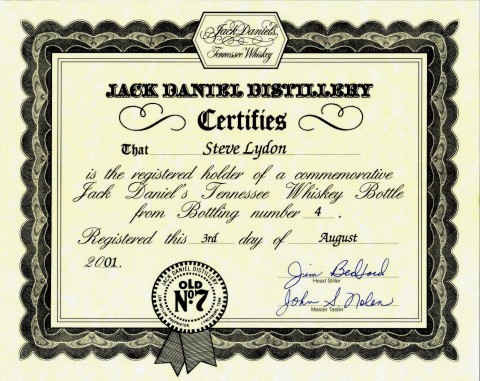 Jack Daniel's
Tennessee Whiskey
JACK DANIEL DISTILLERY
Certifies
That Steve Lydon
is the registered holder of a commemorative
Jack Daniel's Tennessee Whiskey Bottle
from Bottling number 4 .
Registered this 3rd day of August
2001.
JACK DANIEL DISTILLERY
OLD
No 7
Jim Bedford
Head Stiller
John S Nolen
Master Taster